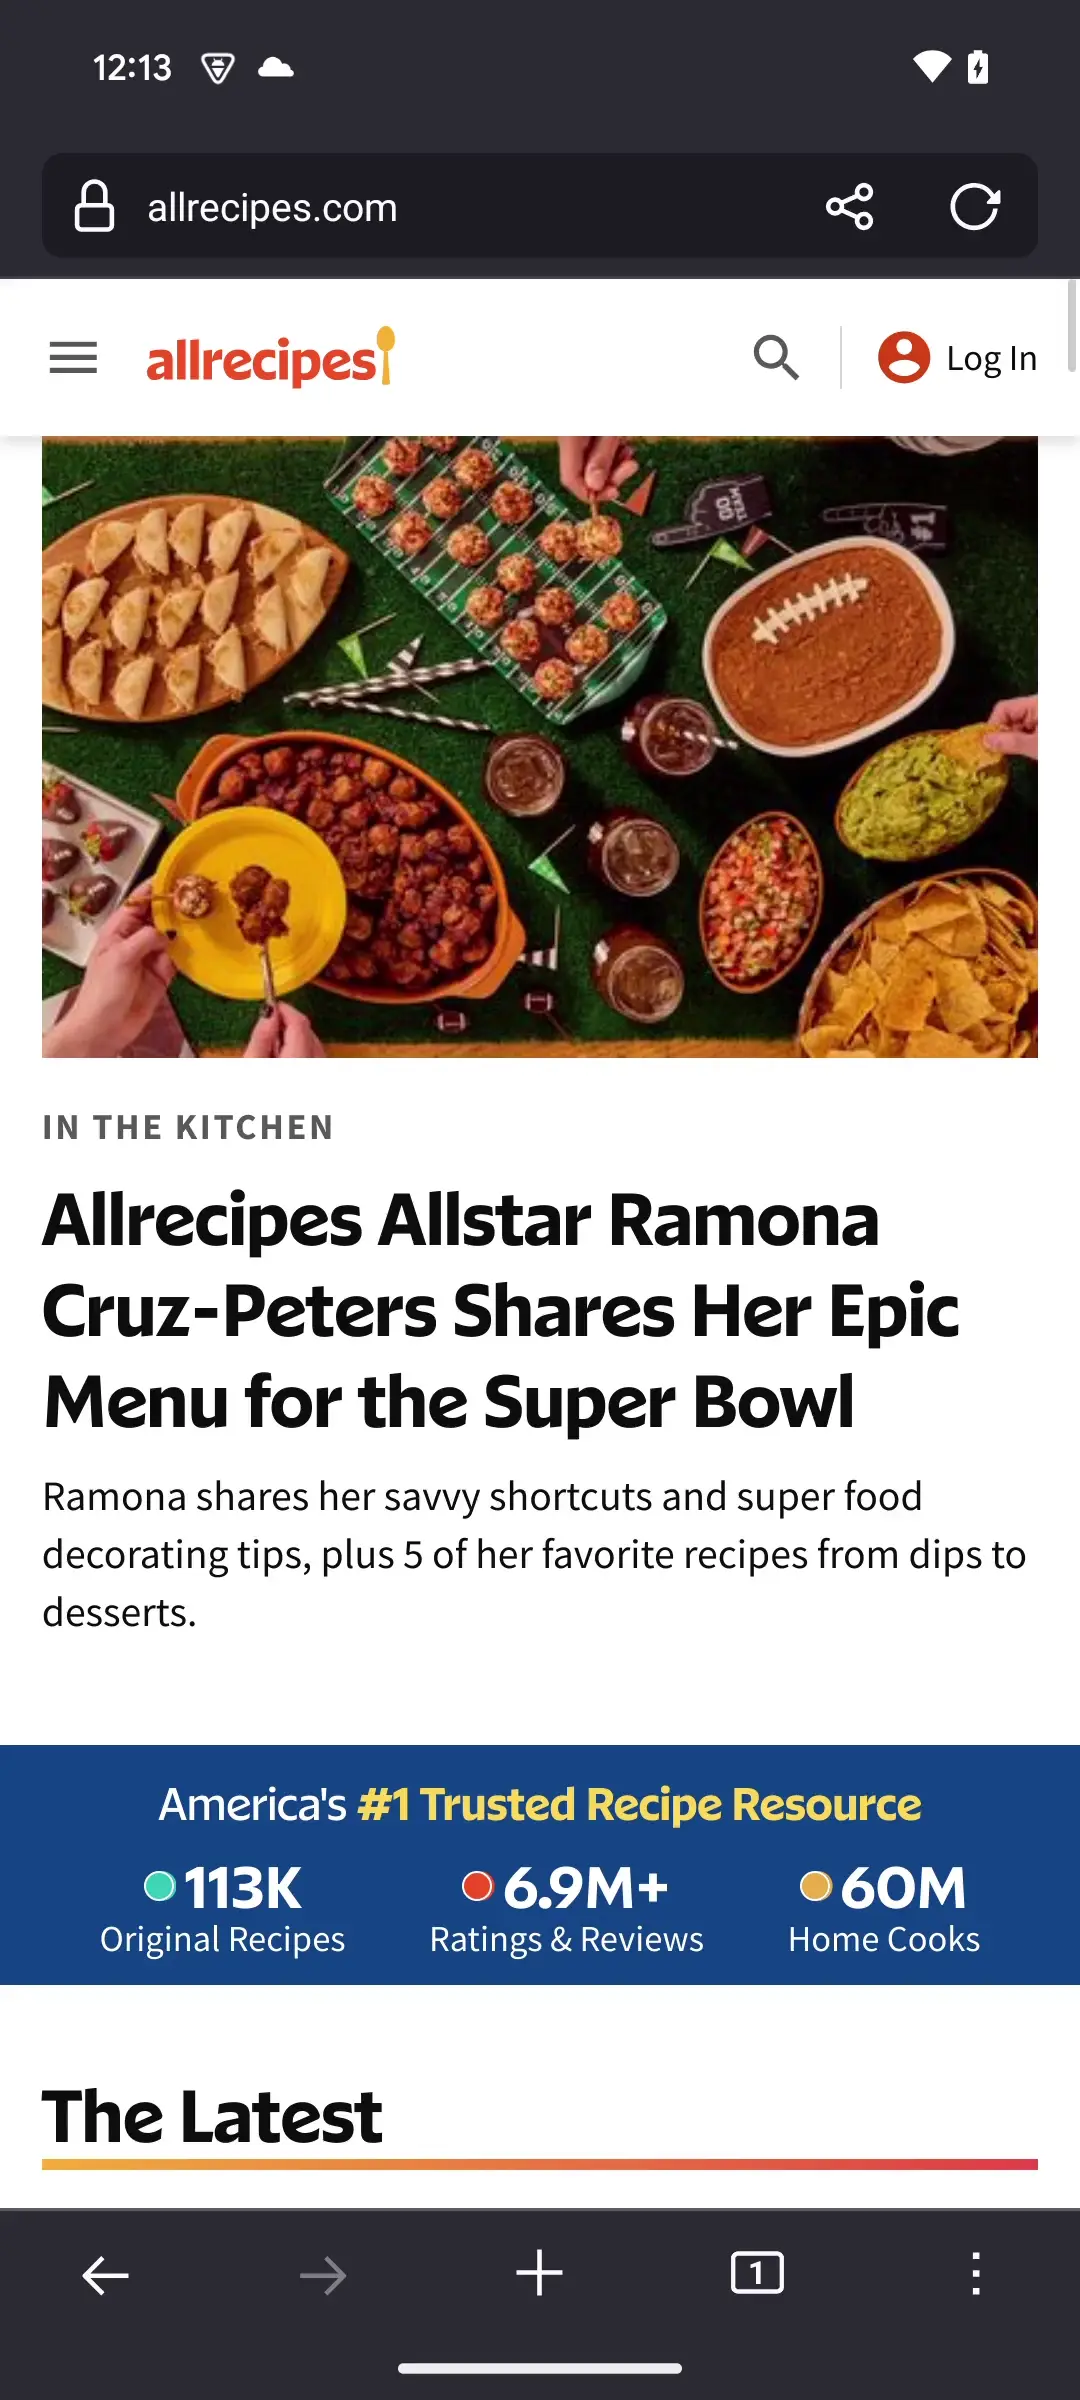 12:13
allrecipes.com
allrecipes
Log In
#1
IN THE KITCHEN
Allrecipes Allstar Ramona
Cruz-Peters Shares Her Epic
Menu for the Super Bowl
Ramona shares her savvy shortcuts and super food
decorating tips, plus 5 of her favorite recipes from dips to
desserts.
America's #1 Trusted Recipe Resource
113K
6.9M+
60M
Original Recipes
Ratings & Reviews
Home Cooks
The Latest
1